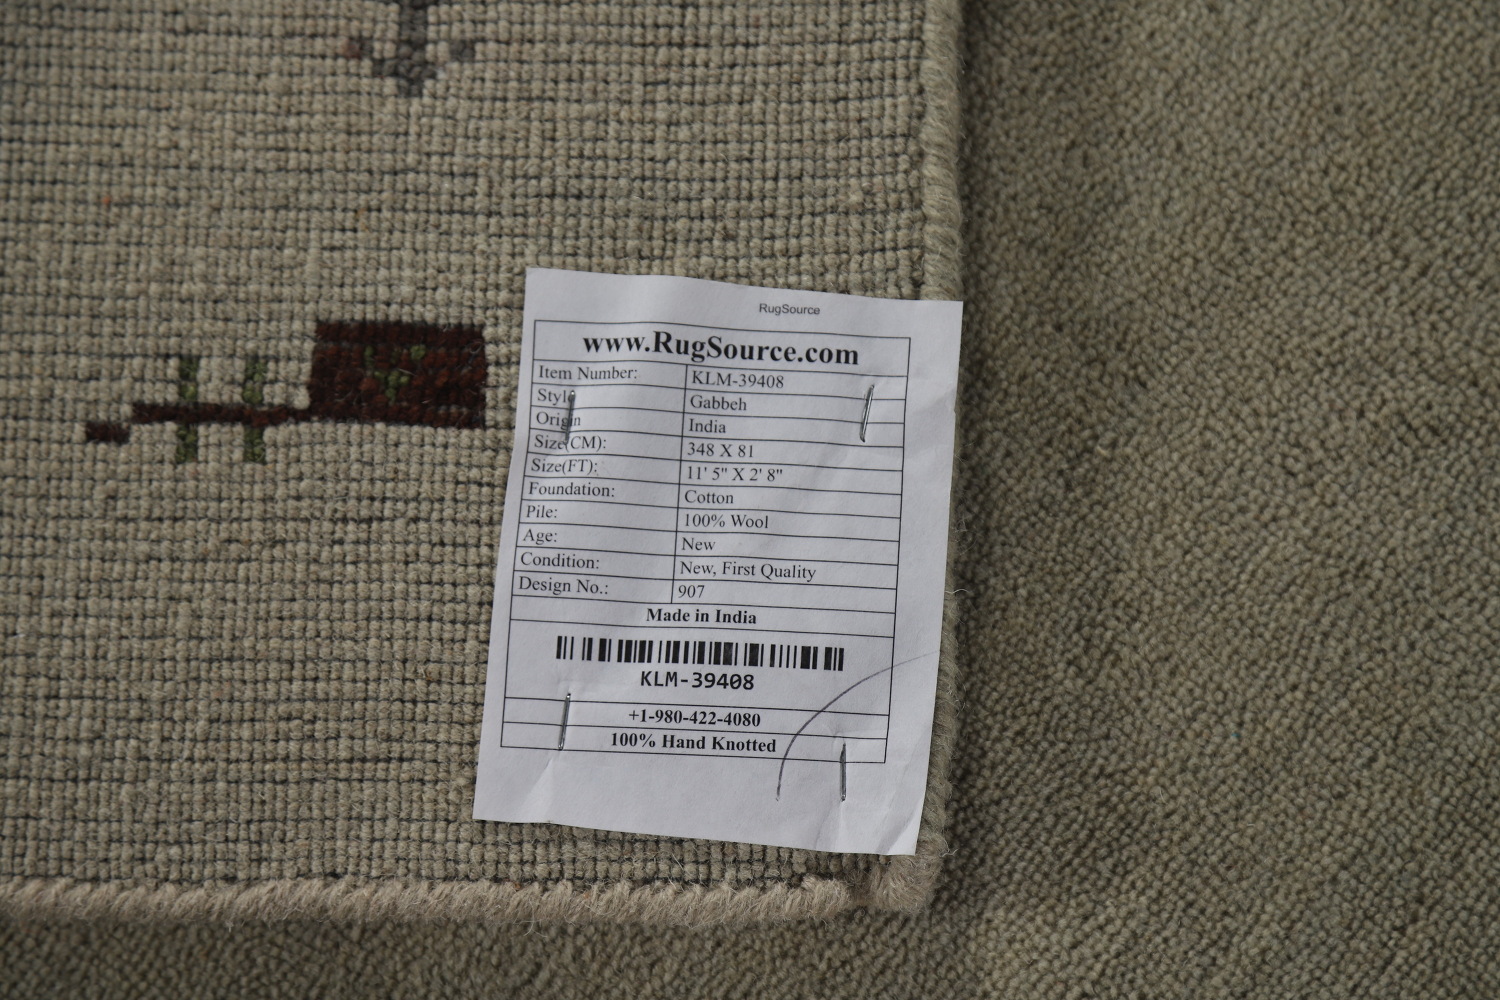 RugSource
www.RugSource.com
Item Number: KLM-39408
Style Gabbeh
Origin India
Size(CM): 348 X 81
Size(FT): 11' 5" X 2' 8"
Foundation: Cotton
Pile: 100% Wool
Age: New
Condition: New, First Quality
Design No.: 907
Made in India
KLM-39408
+1-980-422-4080
100% Hand Knotted